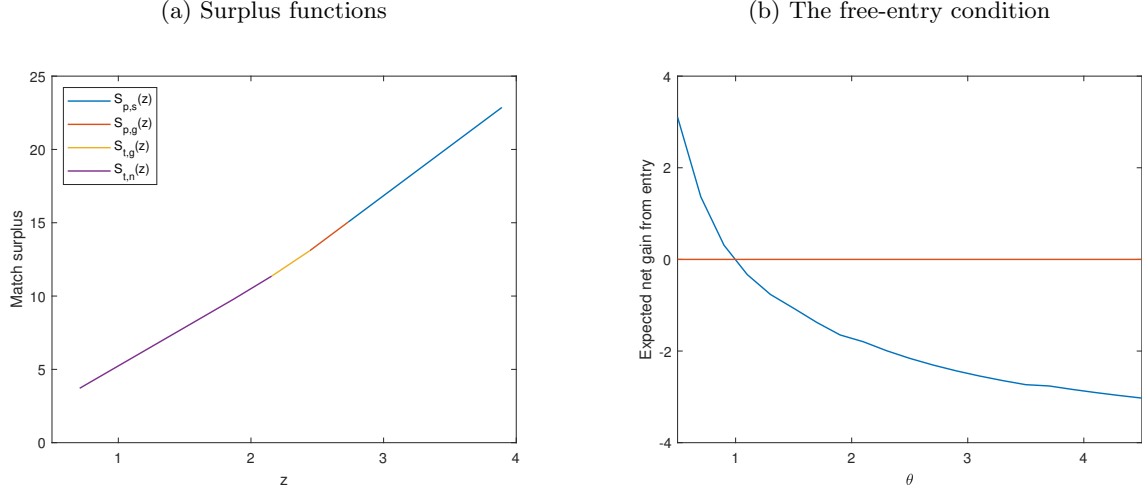 (a) Surplus functions
25
20
15
10
5
0
Match surplus
S_{p,s}(z)
S_{p,g}(z)
S_{t,g}(z)
S_{t,n}(z)
1 2 3 4
z
(b) The free-entry condition
4
2
0
-2
-4
Expected net gain from entry
1 2 3 4
θ